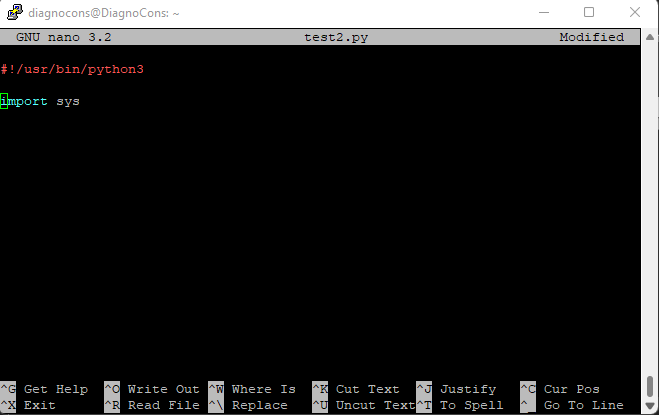 diagnocons@DiagnoCons: ~
GNU nano 3.2 test2.py Modified
#!/usr/bin/python3
import sys
^G Get Help ^O Write Out ^W Where Is ^K Cut Text ^J Justify ^C Cur Pos
^X Exit ^R Read File ^\ Replace ^U Uncut Text ^T To Spell ^_ Go To Line